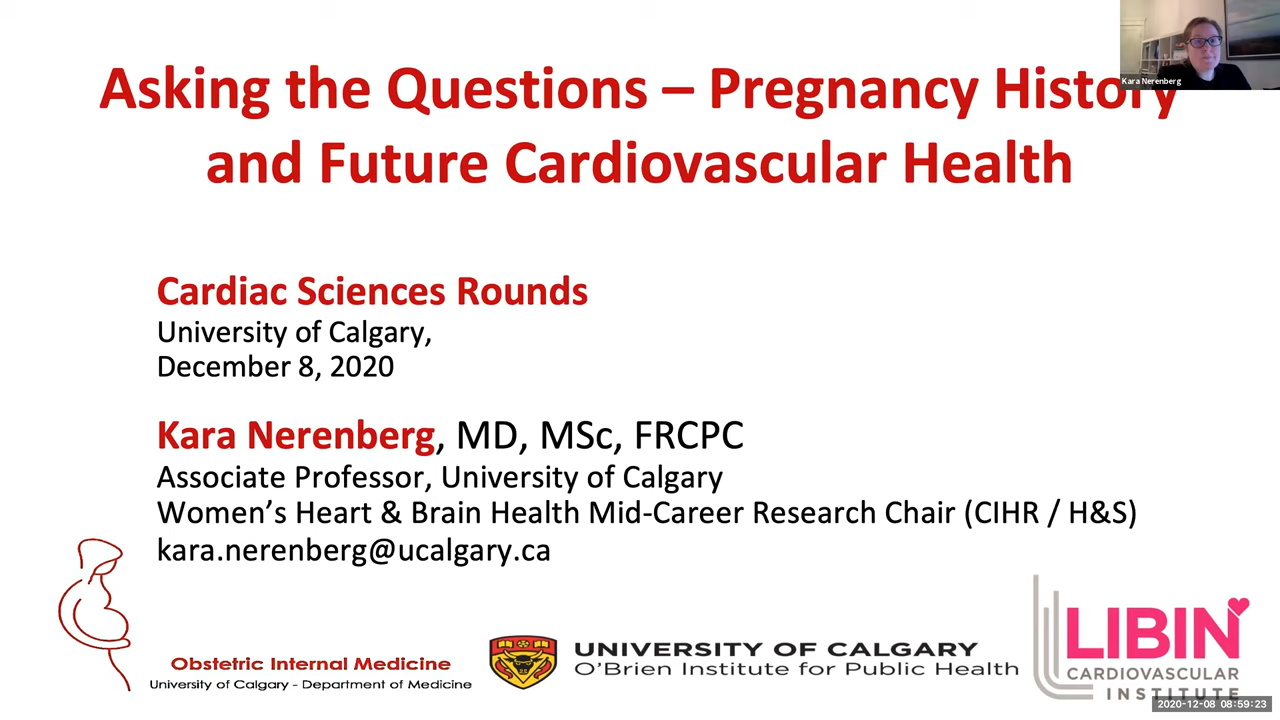 Asking the Questions – Pregnancy History
and Future Cardiovascular Health
Kara Nerenberg
Cardiac Sciences Rounds
University of Calgary,
December 8, 2020
Kara Nerenberg, MD, MSc, FRCPC
Associate Professor, University of Calgary
Women's Heart & Brain Health Mid-Career Research Chair (CIHR / H&S)
kara.nerenberg@ucalgary.ca
Obstetric Internal Medicine
University of Calgary - Department of Medicine
UNIVERSITY OF CALGARY
O'Brien Institute for Public Health
LIBIN
CARDIOVASCULAR
INSTITUTE
2020-12-08 08:59:23